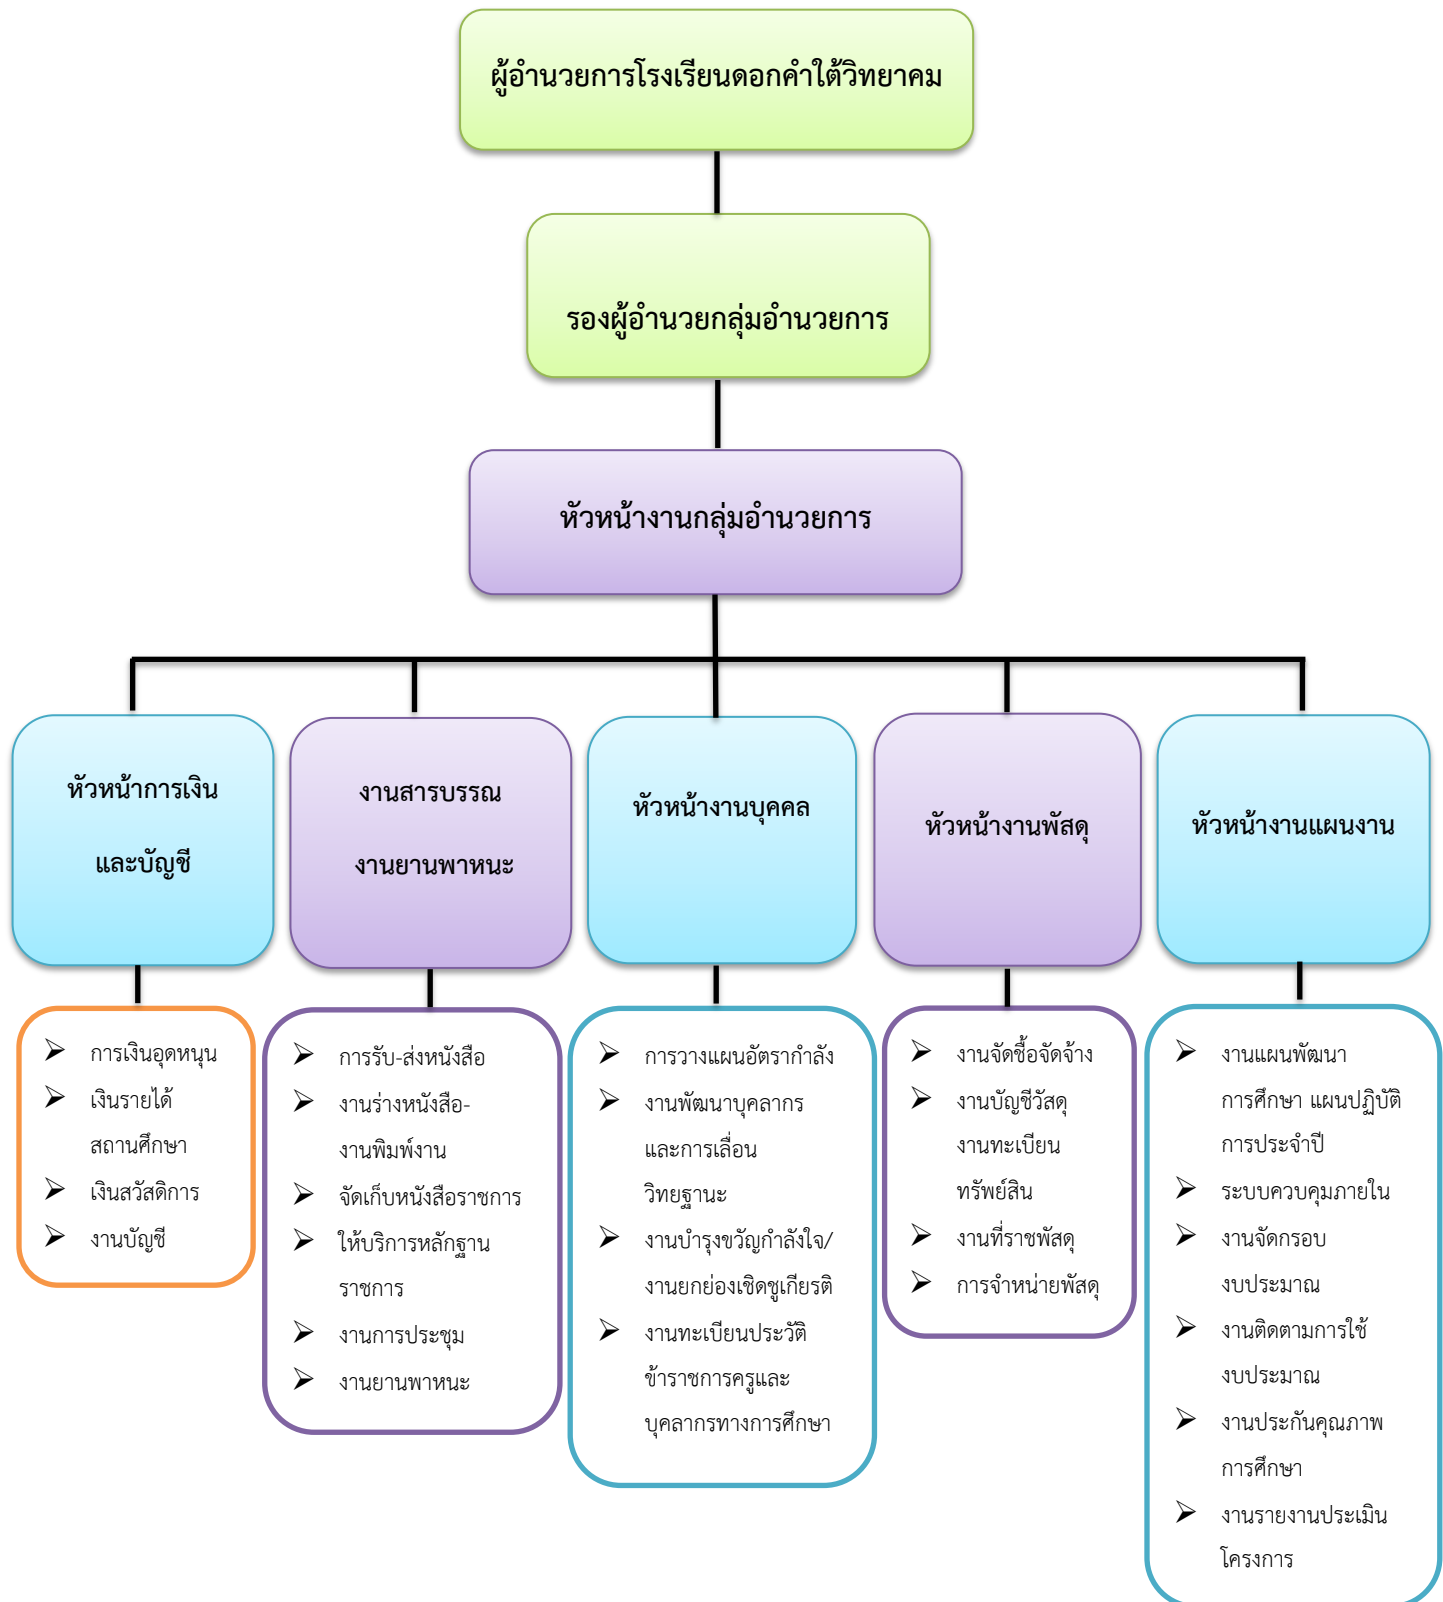 ผู้อำนวยการโรงเรียนดอกคำใต้วิทยาคม
รองผู้อำนวยกลุ่มอำนวยการ
หัวหน้างานกลุ่มอำนวยการ
หัวหน้าการเงิน
และบัญชี
งานสารบรรณ
งานยานพาหนะ
หัวหน้างานบุคคล
หัวหน้างานพัสดุ
หัวหน้างานแผนงาน
การเงินอุดหนุน
เงินรายได้
สถานศึกษา
เงินสวัสดิการ
งานบัญชี
การรับ-ส่งหนังสือ
งานร่างหนังสือ-
งานพิมพ์งาน
จัดเก็บหนังสือราชการ
ให้บริการหลักฐาน
ราชการ
งานการประชุม
งานยานพาหนะ
การวางแผนอัตรากำลัง
งานพัฒนาบุคลากร
และการเลื่อน
วิทยฐานะ
งานบำรุงขวัญกำลังใจ/
งานยกย่องเชิดชูเกียรติ
งานทะเบียนประวัติ
ข้าราชการครูและ
บุคลากรทางการศึกษา
งานจัดซื้อจัดจ้าง
งานบัญชีวัสดุ
งานทะเบียน
ทรัพย์สิน
งานที่ราชพัสดุ
การจำหน่ายพัสดุ
งานแผนพัฒนา
การศึกษา แผนปฏิบัติ
การประจำปี
ระบบควบคุมภายใน
งานจัดกรอบ
งบประมาณ
งานติดตามการใช้
งบประมาณ
งานประกันคุณภาพ
การศึกษา
งานรายงานประเมิน
โครงการ